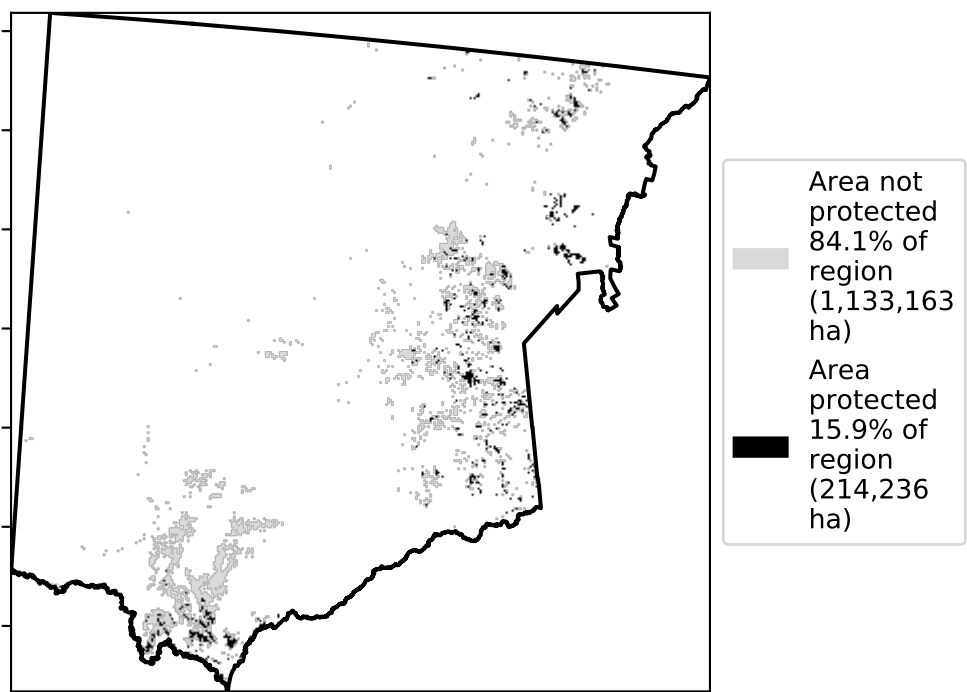 Area not
protected
84.1% of
region
(1,133,163
ha)
Area
protected
15.9% of
region
(214,236
ha)